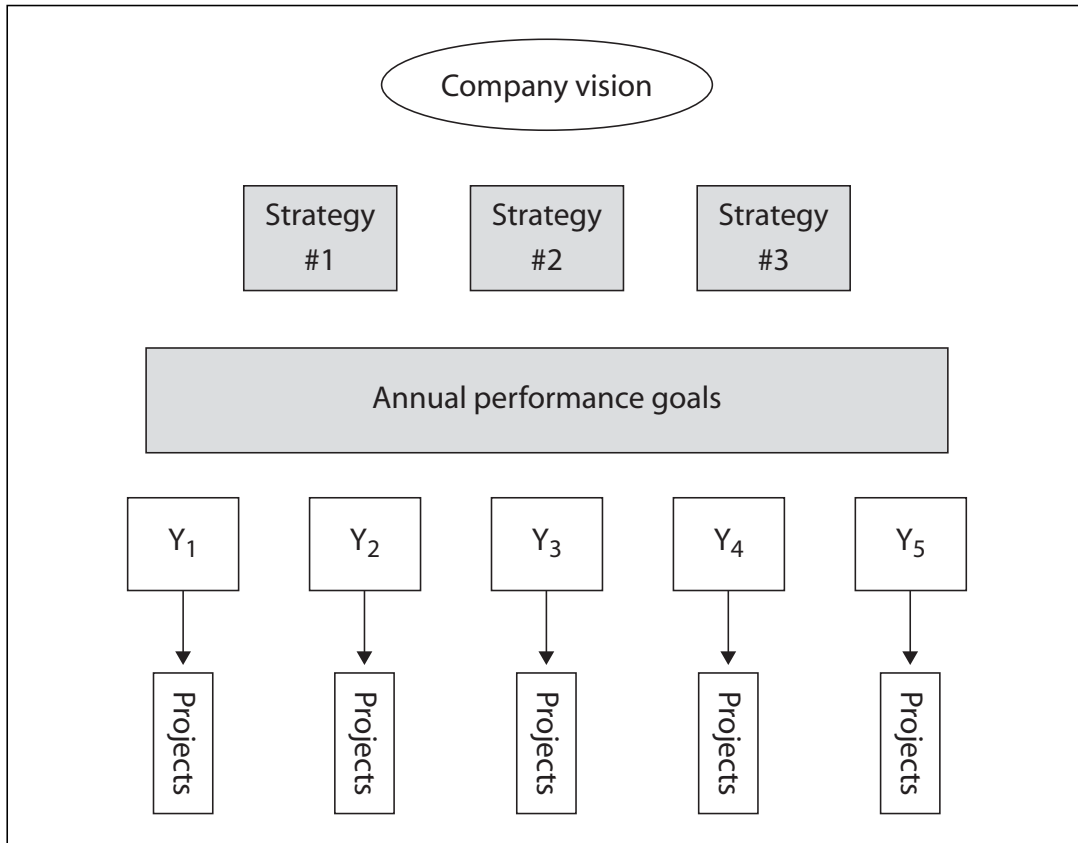 Company vision
Strategy Strategy Strategy
#1 #2 #3
Annual performance goals
Y₁ Y₂ Y₃ Y₄ Y₅
Projects Projects Projects Projects Projects